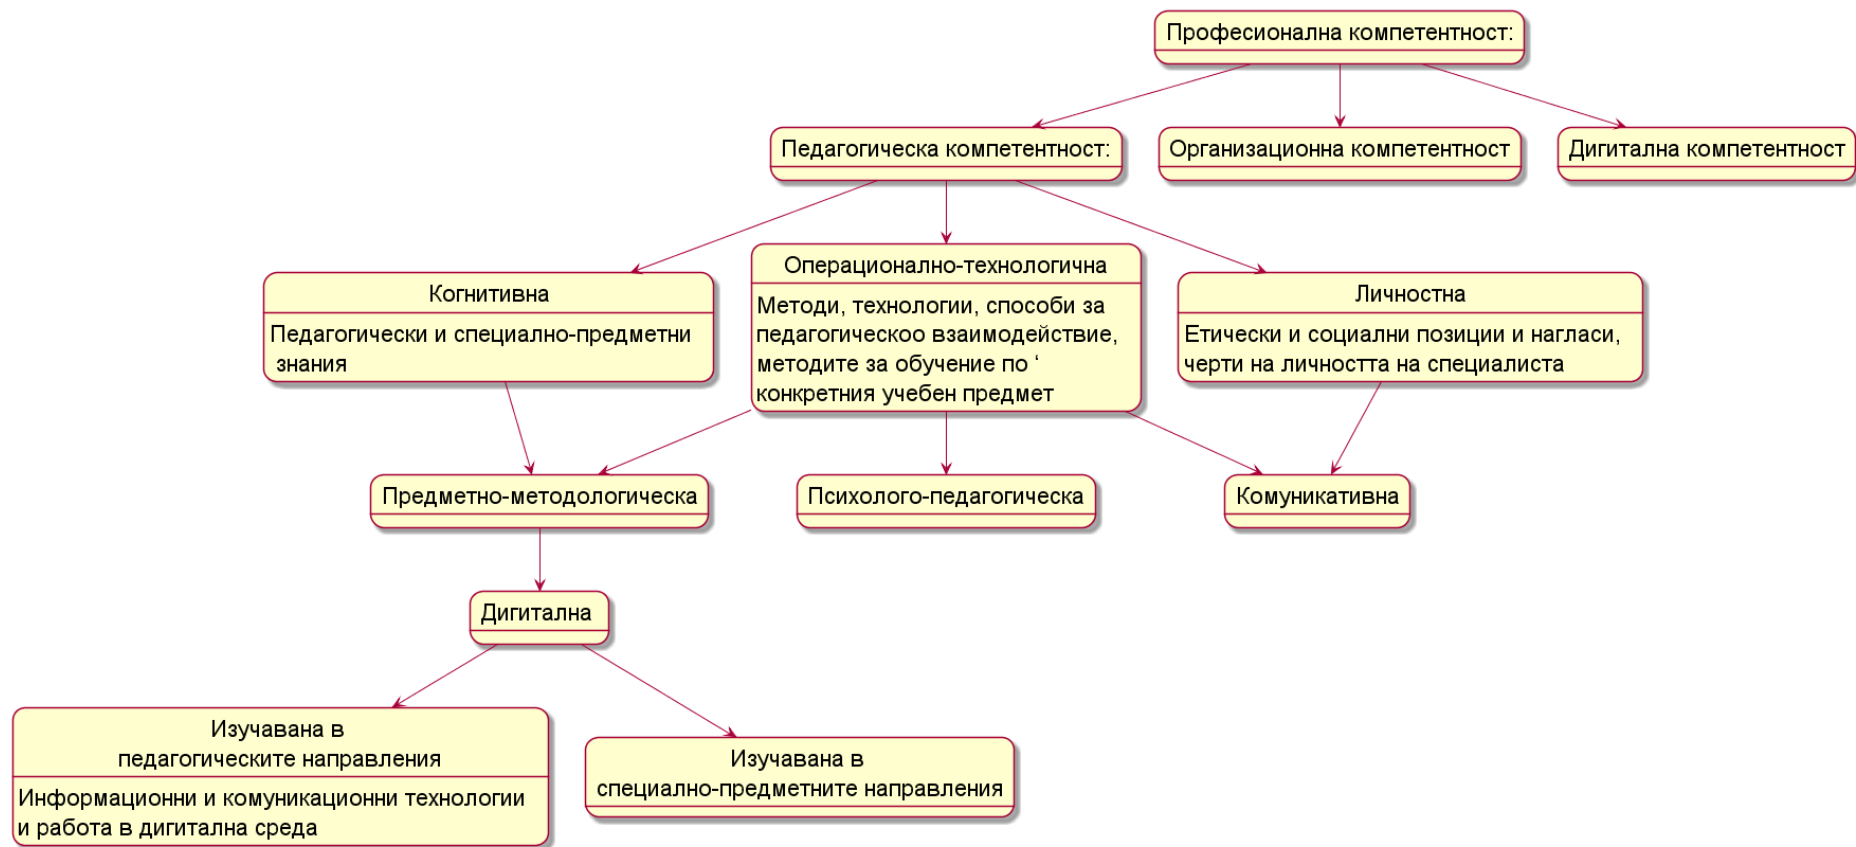 Професионална компетентност:
Педагогическа компетентност:
Организационна компетентност
Дигитална компетентност
Когнитивна
Педагогически и специално-предметни
знания
Операционално-технологична
Методи, технологии, способи за
педагогическоо взаимодействие,
методите за обучение по ‘
конкретния учебен предмет
Личностна
Етически и социални позиции и нагласи,
черти на личността на специалиста
Предметно-методологическа
Психолого-педагогическа
Комуникативна
Дигитална
Изучавана в
педагогическите направления
Информационни и комуникационни технологии
и работа в дигитална среда
Изучавана в
специално-предметните направления